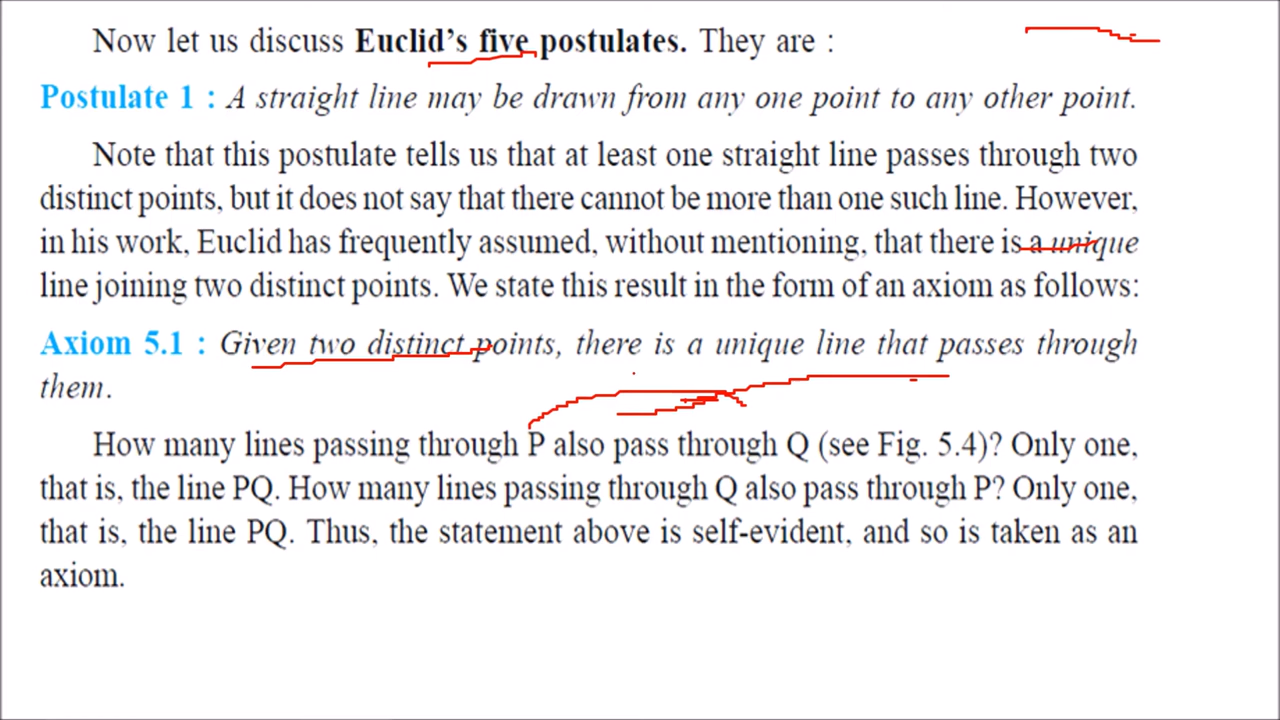 Now let us discuss Euclid's five postulates. They are :
Postulate 1 : A straight line may be drawn from any one point to any other point.
Note that this postulate tells us that at least one straight line passes through two
distinct points, but it does not say that there cannot be more than one such line. However,
in his work, Euclid has frequently assumed, without mentioning, that there is a unique
line joining two distinct points. We state this result in the form of an axiom as follows:
Axiom 5.1 : Given two distinct points, there is a unique line that passes through
them.
How many lines passing through P also pass through Q (see Fig. 5.4)? Only one,
that is, the line PQ. How many lines passing through Q also pass through P? Only one,
that is, the line PQ. Thus, the statement above is self-evident, and so is taken as an
axiom.